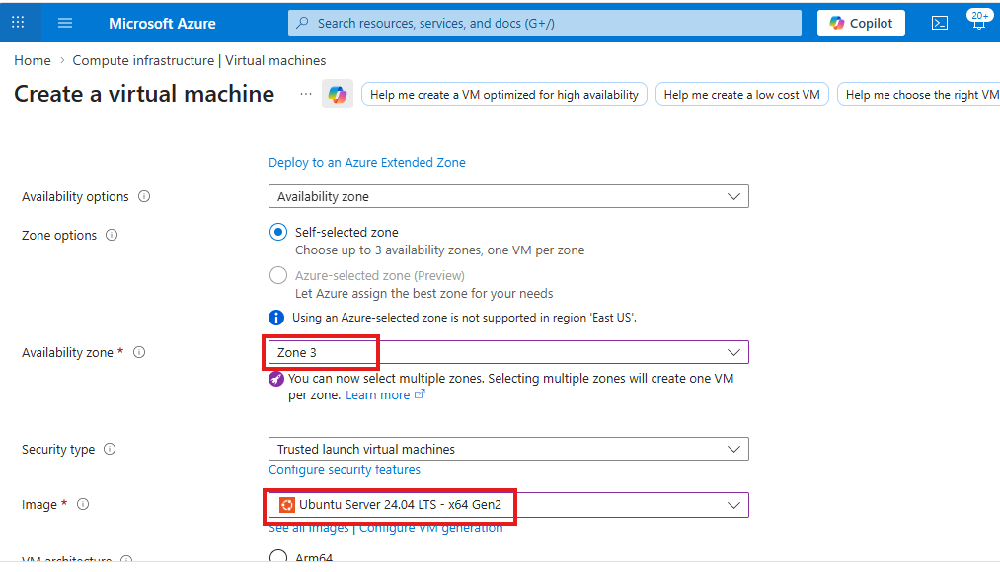 Microsoft Azure
Search resources, services, and docs (G+/)
Copilot
20+
Home > Compute infrastructure | Virtual machines
Create a virtual machine
...
Help me create a VM optimized for high availability
Help me create a low cost VM
Help me choose the right VM
Deploy to an Azure Extended Zone
Availability options
Availability zone
Zone options
Self-selected zone
Choose up to 3 availability zones, one VM per zone
Azure-selected zone (Preview)
Let Azure assign the best zone for your needs
Using an Azure-selected zone is not supported in region 'East US'.
Availability zone *
Zone 3
You can now select multiple zones. Selecting multiple zones will create one VM
per zone. Learn more
Security type
Trusted launch virtual machines
Configure security features
Image *
Ubuntu Server 24.04 LTS - x64 Gen2
See all images | Configure VM generation
VM architecture
Arm64